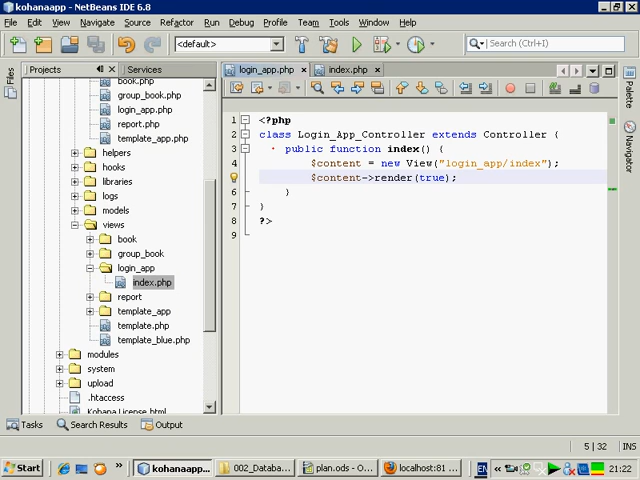 kohanaapp - NetBeans IDE 6.8
File Edit View Navigate Source Refactor Run Debug Profile Team Tools Window Help
<default>
Search (Ctrl+I)
Files
Projects
Services
book.php
group_book.php
login_app.php
report.php
template_app.php
helpers
hooks
libraries
logs
models
views
book
group_book
login_app
index.php
report
template_app
template.php
template_blue.php
modules
system
upload
.htaccess
Kohana License.html
login_app.php
index.php
1 <?php
2 class Login_App_Controller extends Controller {
3 public function index() {
4 $content = new View("login_app/index");
$content->render(true);
6 }
7 }
8 ?>
9
Palette
Navigator
Tasks
Search Results
Output
5 | 32
INS
Start
»
kohanaapp...
002_Databa...
plan.ods - O...
localhost:81 ...
EN
«
21:22